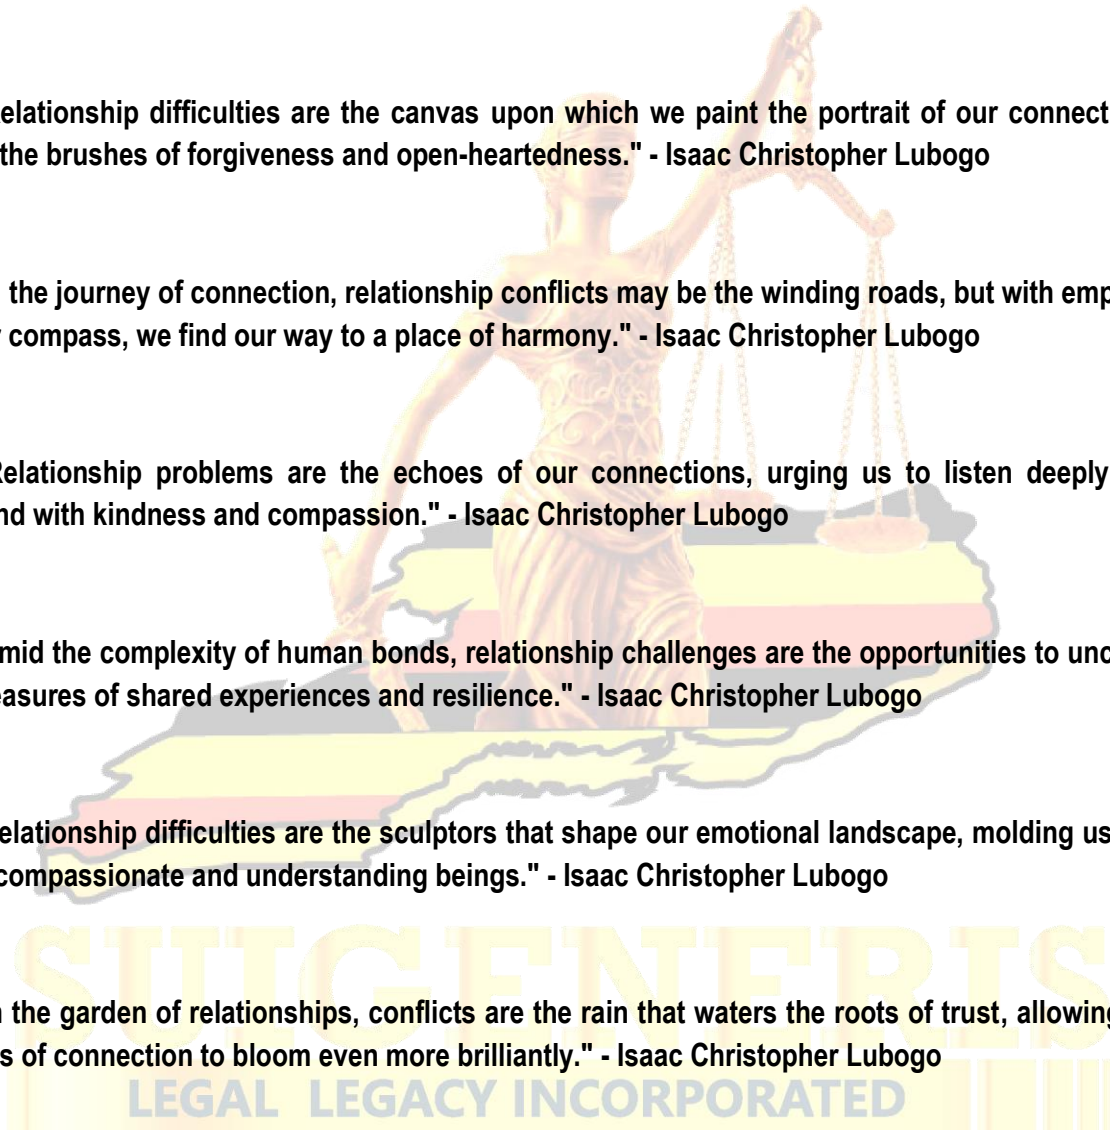 elationship difficulties are the canvas upon which we paint the portrait of our connect
the brushes of forgiveness and open-heartedness." - Isaac Christopher Lubogo
the journey of connection, relationship conflicts may be the winding roads, but with emp
compass, we find our way to a place of harmony." - Isaac Christopher Lubogo
Relationship problems are the echoes of our connections, urging us to listen deeply
nd with kindness and compassion." - Isaac Christopher Lubogo
mid the complexity of human bonds, relationship challenges are the opportunities to unc
easures of shared experiences and resilience." - Isaac Christopher Lubogo
elationship difficulties are the sculptors that shape our emotional landscape, molding us
compassionate and understanding beings." - Isaac Christopher Lubogo
SUIGENERIS
n the garden of relationships, conflicts are the rain that waters the roots of trust, allowing
s of connection to bloom even more brilliantly." - Isaac Christopher Lubogo
LEGAL LEGACY INCORPORATED